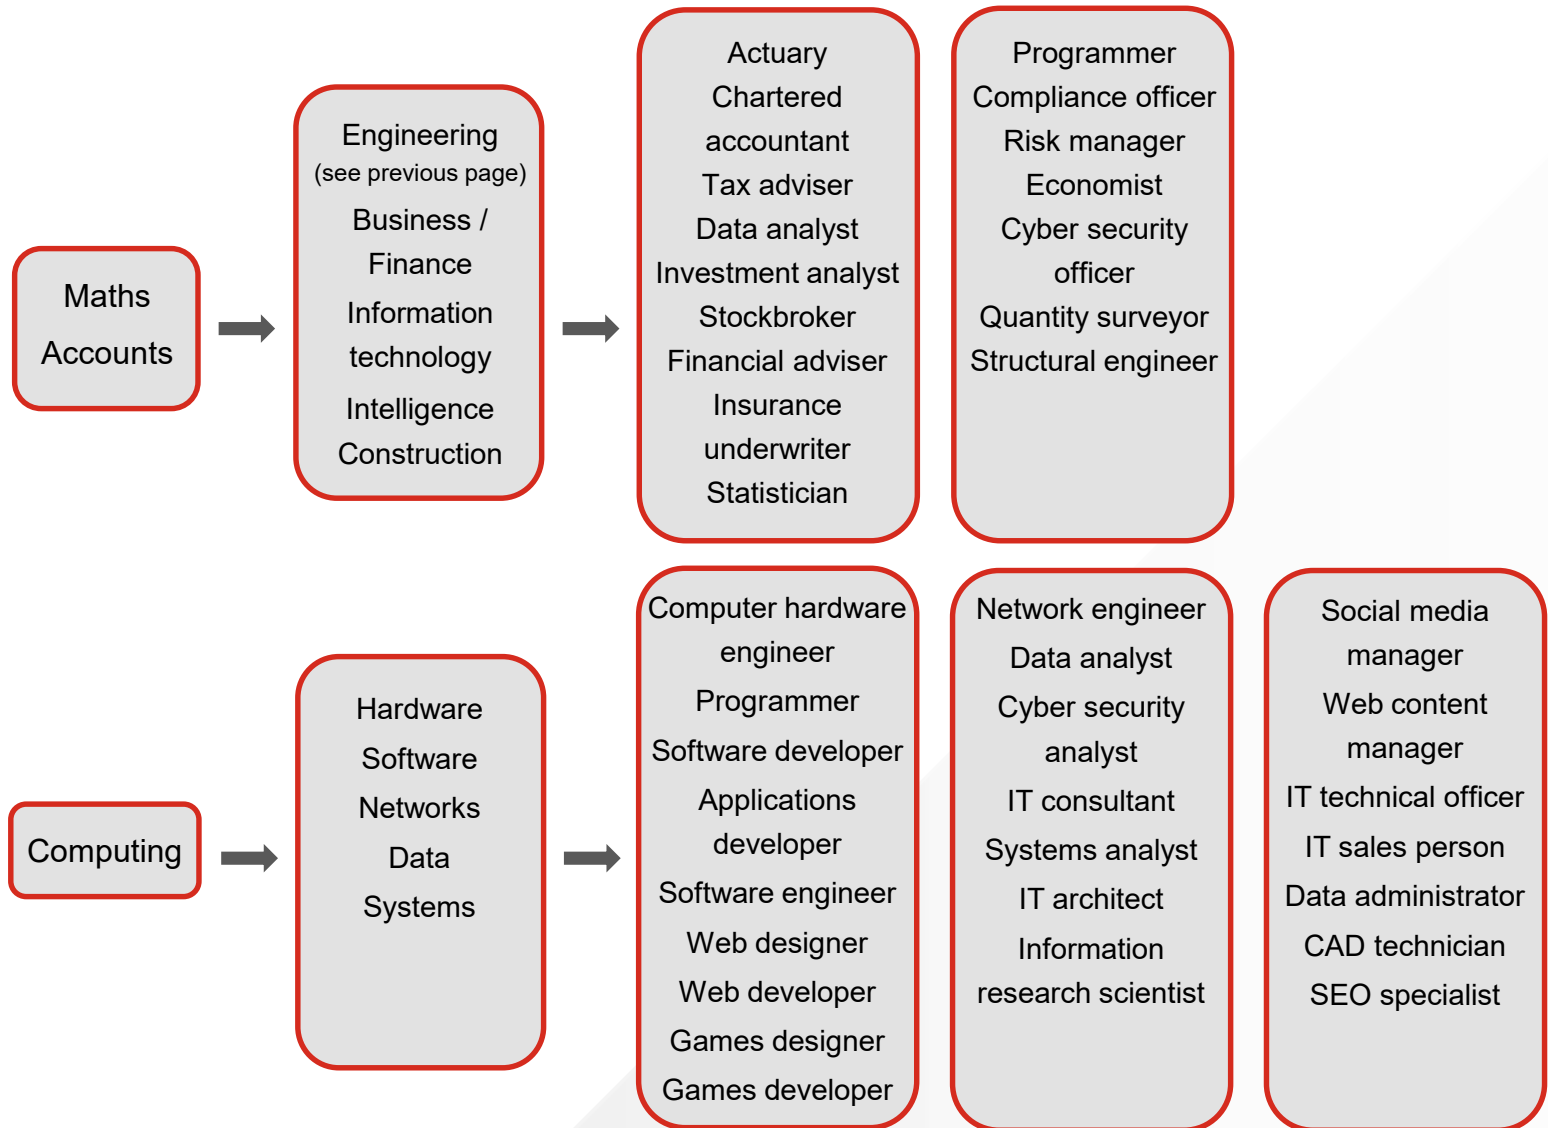 Maths
Accounts
Engineering
(see previous page)
Business /
Finance
Information
technology
Intelligence
Construction
Actuary
Chartered
accountant
Tax adviser
Data analyst
Investment analyst
Stockbroker
Financial adviser
Insurance
underwriter
Statistician
Programmer
Compliance officer
Risk manager
Economist
Cyber security
officer
Quantity surveyor
Structural engineer
Computing
Hardware
Software
Networks
Data
Systems
Computer hardware
engineer
Programmer
Software developer
Applications
developer
Software engineer
Web designer
Web developer
Games designer
Games developer
Network engineer
Data analyst
Cyber security
analyst
IT consultant
Systems analyst
IT architect
Information
research scientist
Social media
manager
Web content
manager
IT technical officer
IT sales person
Data administrator
CAD technician
SEO specialist